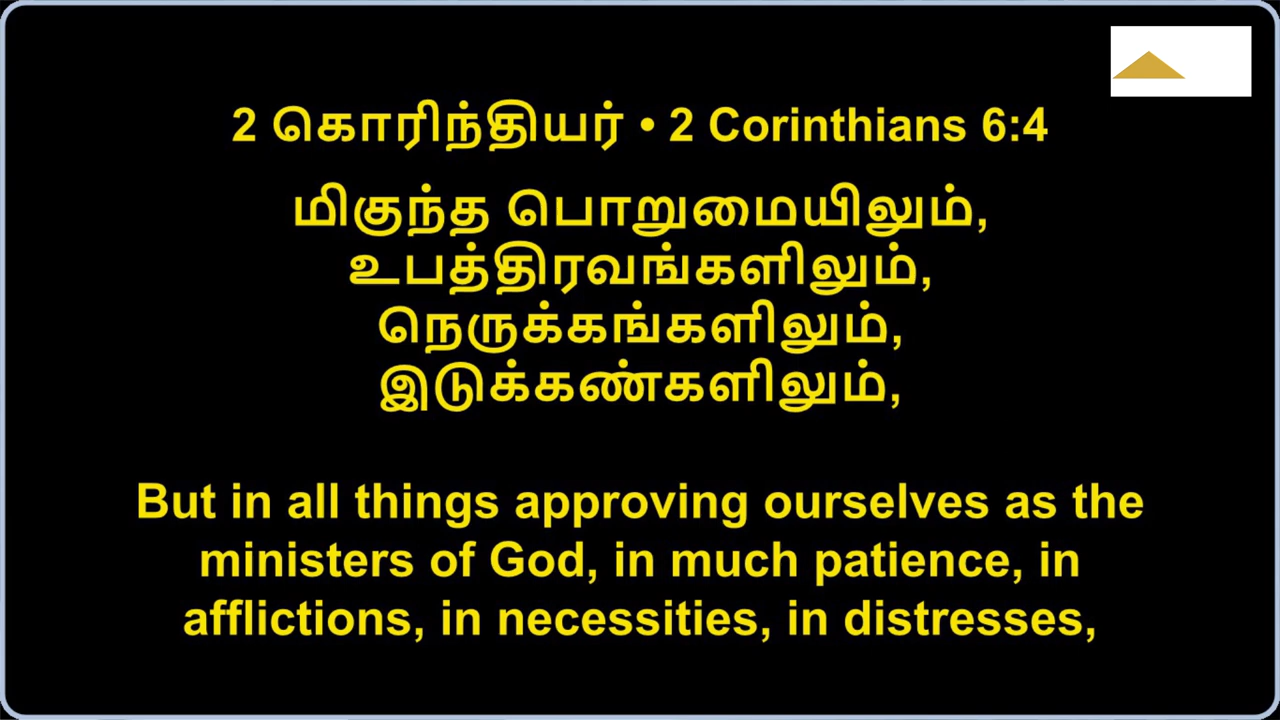 2 கொரிந்தியர் • 2 Corinthians 6:4
மிகுந்த பொறுமையிலும்,
உபத்திரவங்களிலும்,
நெருக்கங்களிலும்,
இடுக்கண்களிலும்,
But in all things approving ourselves as the
ministers of God, in much patience, in
afflictions, in necessities, in distresses,